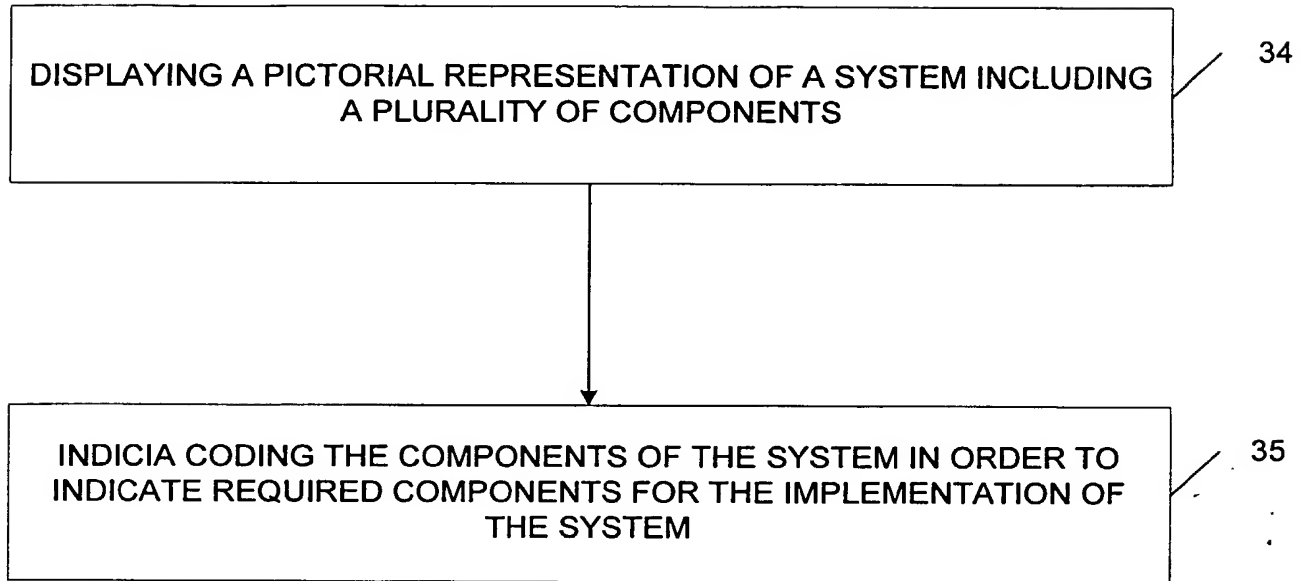 DISPLAYING A PICTORIAL REPRESENTATION OF A SYSTEM INCLUDING
A PLURALITY OF COMPONENTS
34
INDICIA CODING THE COMPONENTS OF THE SYSTEM IN ORDER TO
INDICATE REQUIRED COMPONENTS FOR THE IMPLEMENTATION OF
THE SYSTEM
35